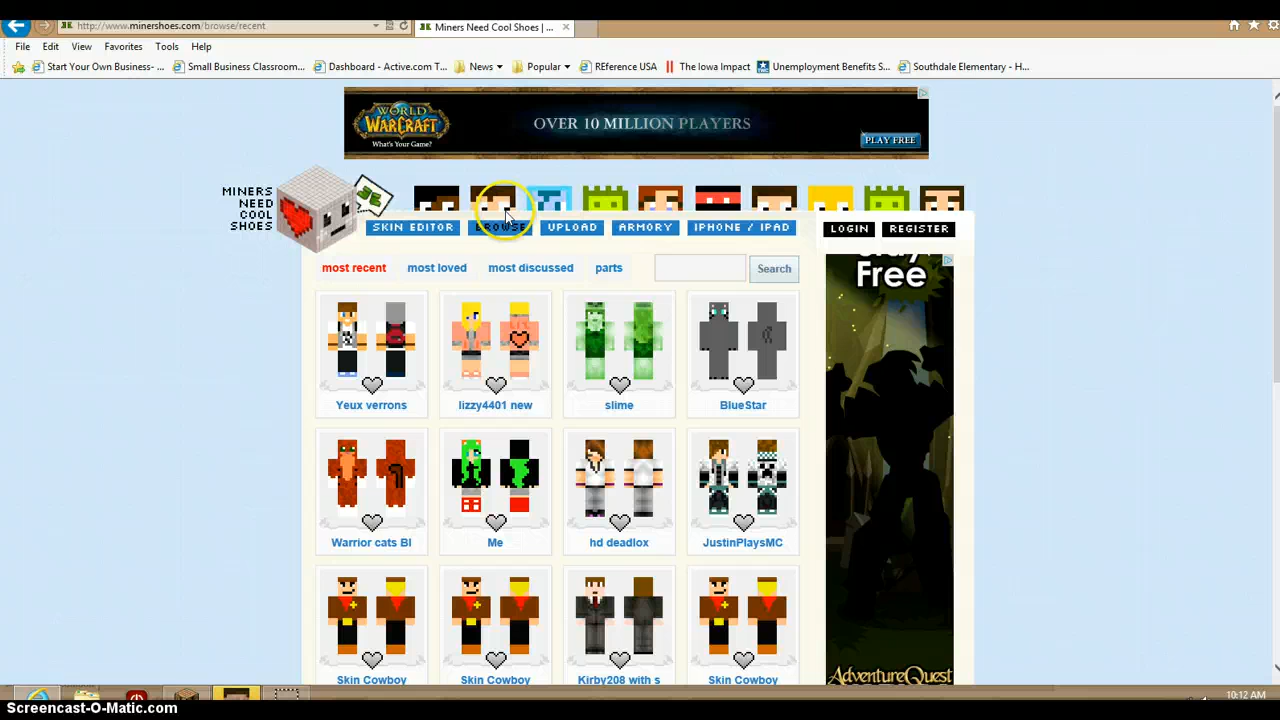 http://www.minershoes.com/browse/recent
Miners Need Cool Shoes | ...
File Edit View Favorites Tools Help
Start Your Own Business- ... Small Business Classroom... Dashboard - Active.com T... News Popular REference USA The Iowa Impact Unemployment Benefits S... Southdale Elementary - H...
WORLD WARCRAFT
What's Your Game?
OVER 10 MILLION PLAYERS
PLAY FREE
MINERS
NEED
COOL
SHOES
SKIN EDITOR BROWSE UPLOAD ARMORY IPHONE / IPAD LOGIN REGISTER
most recent most loved most discussed parts Search
Free
Yeux verrons lizzy4401 new slime BlueStar
Warrior cats Bl Me hd deadlox JustinPlaysMC
Skin Cowboy Skin Cowboy Kirby208 with s Skin Cowboy
AdventureQuest
10:12 AM
Screencast-O-Matic.com